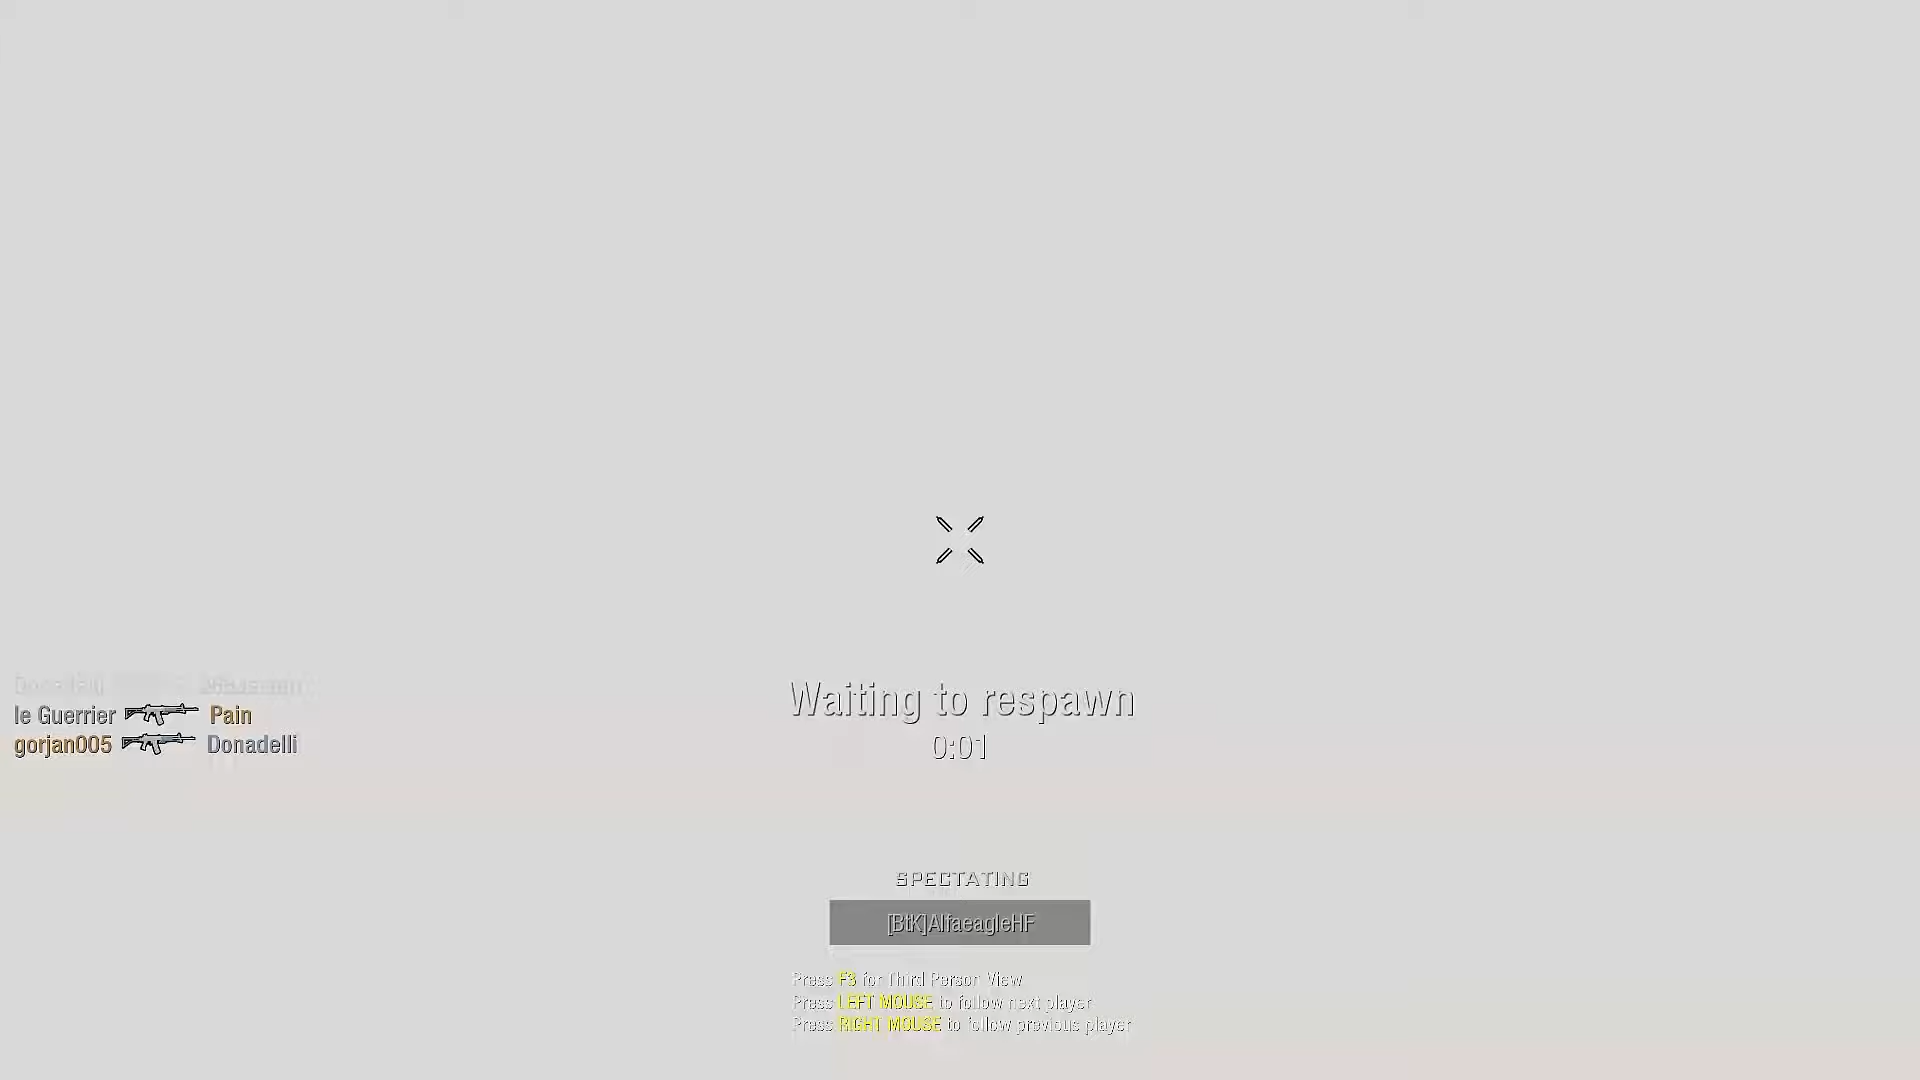 le Guerrier Pain
gorjan005 Donadelli
Waiting to respawn
0:01
SPECTATING
[BtK]AlfaeagleHF
Press F3 for Third Person View
Press LEFT MOUSE to follow next player
Press RIGHT MOUSE to follow previous player